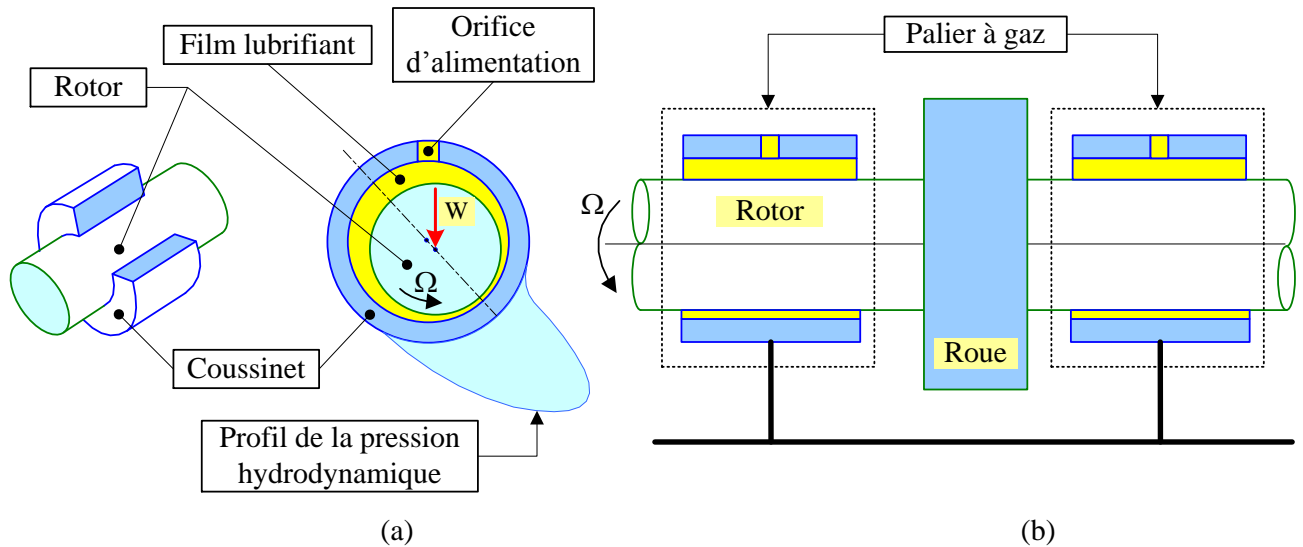 Film lubrifiant
Orifice
d’alimentation
Rotor
W
Ω
Coussinet
Profil de la pression
hydrodynamique
(a)
Palier à gaz
Ω
Rotor
Roue
(b)